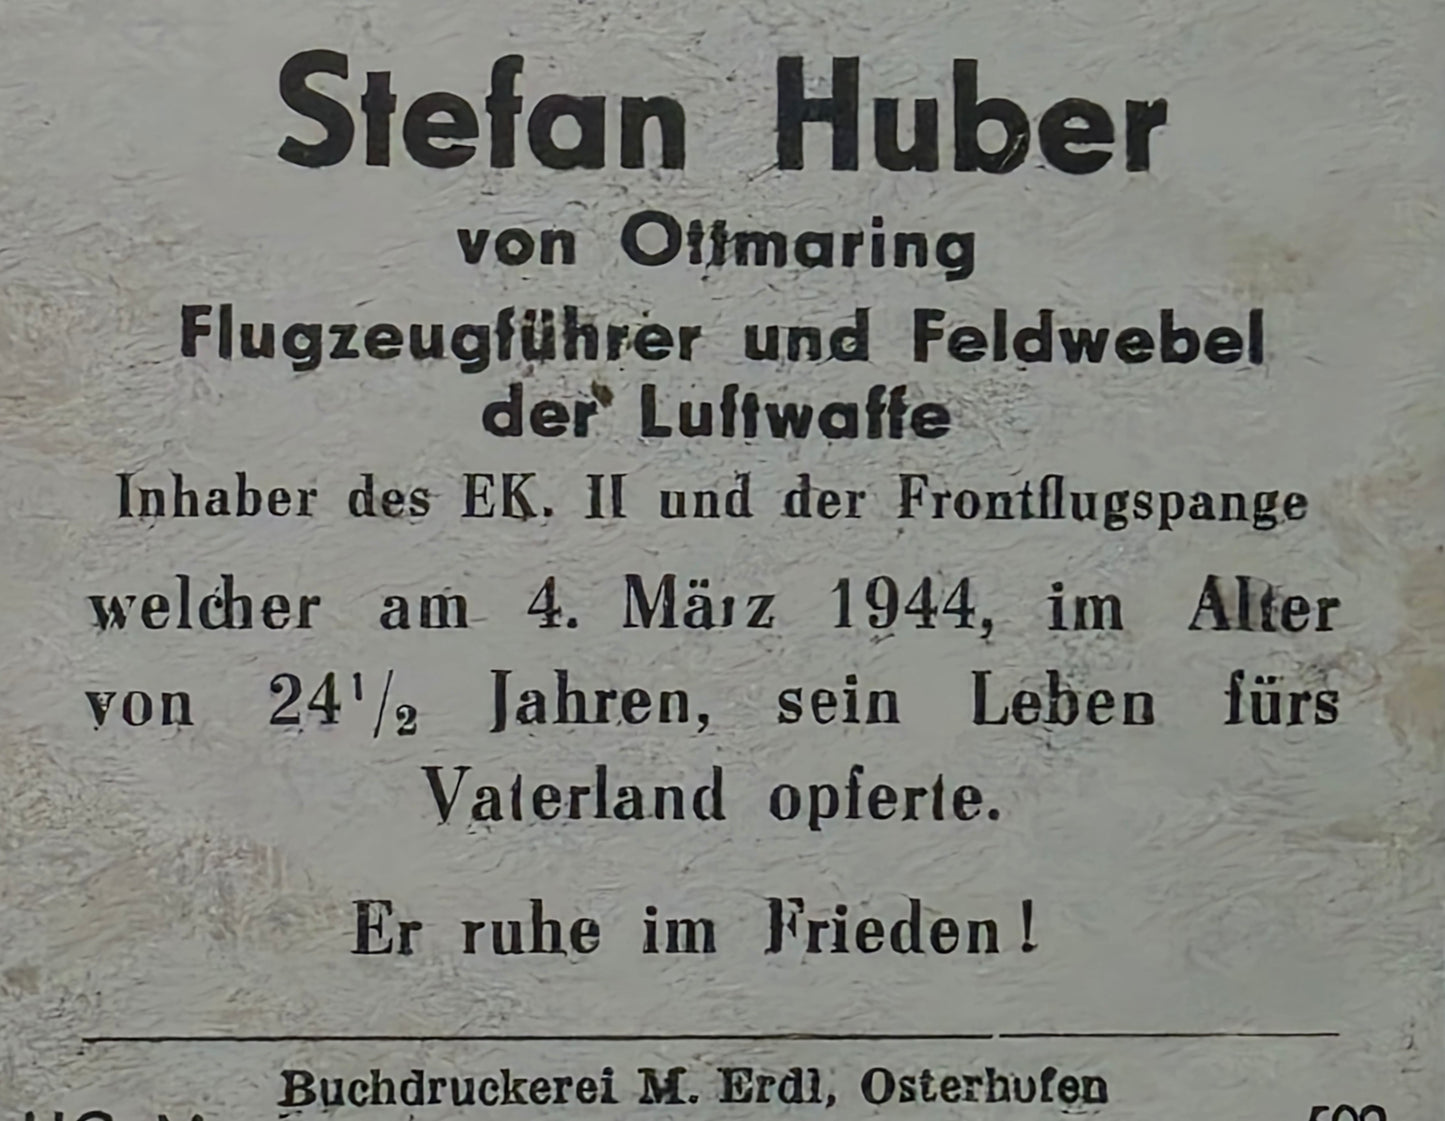 Stefan Huber
von Ottmaring
Flugzeugführer und Feldwebel
der Luftwaffe
Inhaber des EK. II und der Frontflugspange
welcher am 4. März 1944, im Alter
von 24 1/2 Jahren, sein Leben fürs
Vaterland opferte.
Er ruhe im Frieden!
Buchdruckerei M. Erdl, Osterhofen